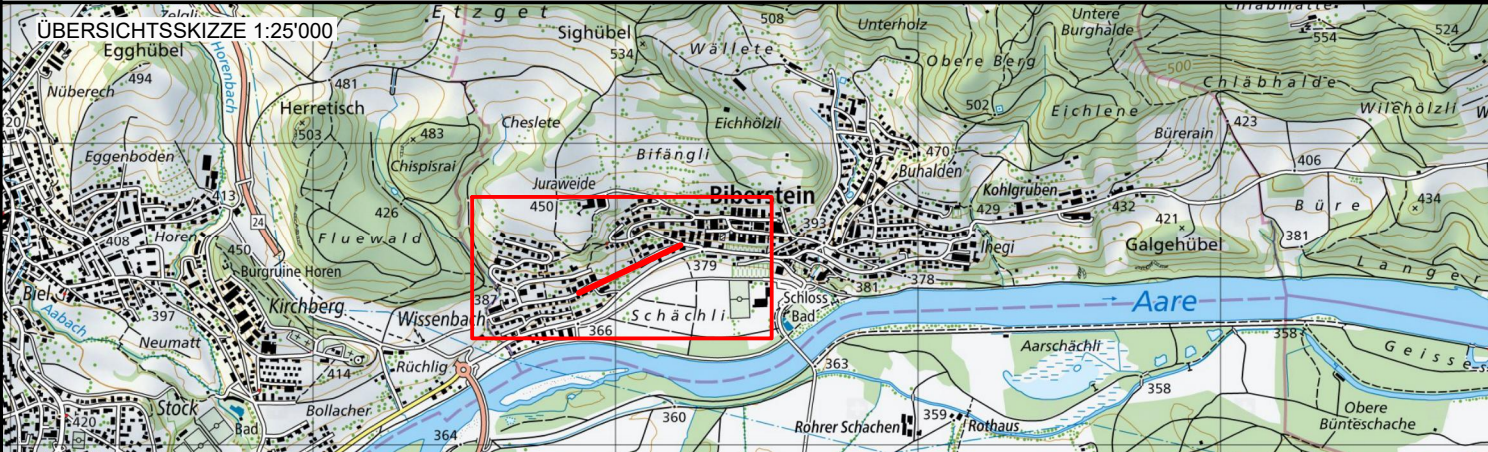 ÜBERSICHTSSKIZZE 1:25'000
Etzget
508
Unterholz
Untere
Burghalde
554
524
Egghübel
Horenbach
Sighübel
534
Wällete
Obere Berg
500
Chläbhalde
494
Nüberech
481
Herretisch
503
483
Chispisrai
Cheslete
Eichhölzli
502
Eichlene
Wilehölzli
Bürerain
423
Eggenboden
Bifängli
470
Buhalden
406
Juraweide
450
Biberstein
Kohlgruben
429
432
421
Büre
434
413
24
426
Fluewald
393
408
Horen
450
Burgruine Horen
Ihegi
Galgehübel
381
379
378
Biel
Aabach
397
Kirchberg
387
Wissenbach
366
Schächli
Schloss
Bad
381
Aare
Neumatt
414
Rüchlig
363
Aarschächli
358
Stock
420
Bad
Bollacher
364
360
Rohrer Schachen
359
Rothaus
358
Obere
Bünteschache